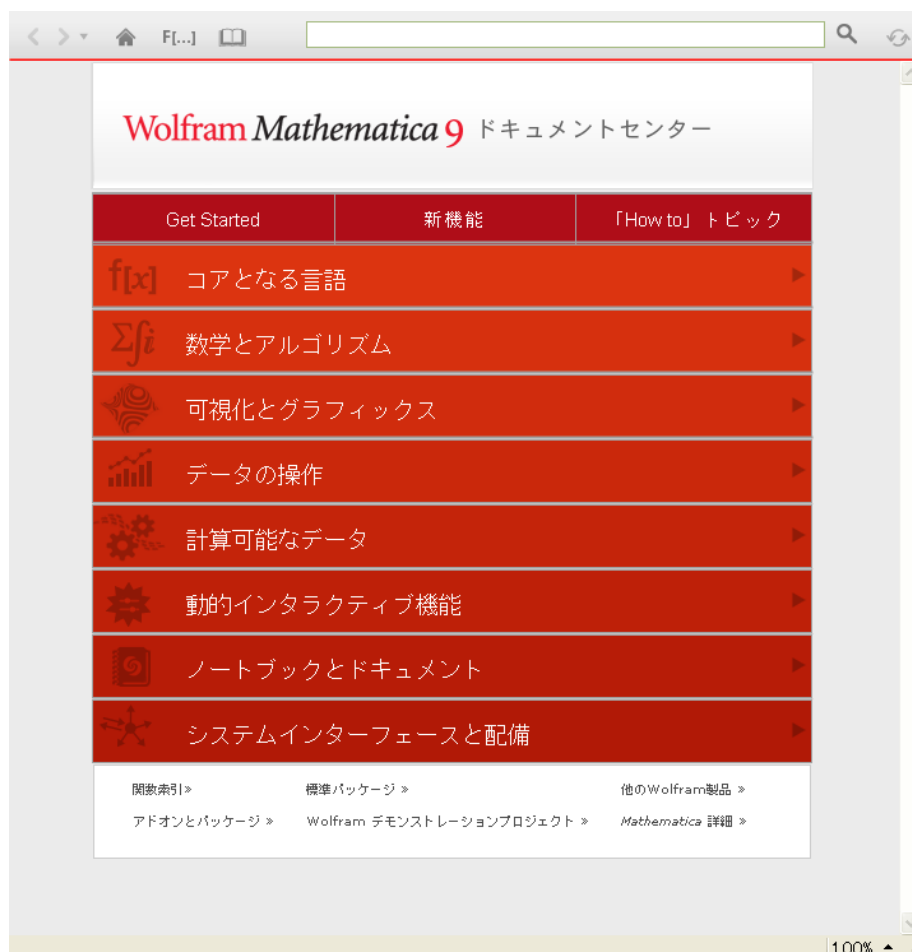 F[...]
Wolfram Mathematica 9 ドキュメントセンター
Get Started 新機能 「How to」トピック
f[x] コアとなる言語
Σ∫i 数学とアルゴリズム
可視化とグラフィックス
データの操作
計算可能なデータ
動的インタラクティブ機能
ノートブックとドキュメント
システムインターフェースと配備
関数索引» 標準パッケージ » 他のWolfram製品 »
アドオンとパッケージ » Wolfram デモンストレーションプロジェクト » Mathematica 詳細 »
100%